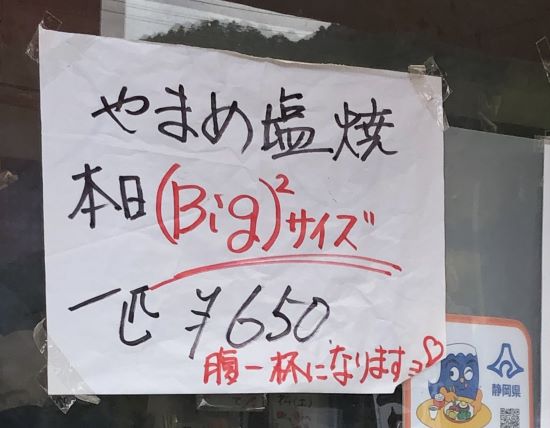 やまめ塩焼
本日(Big)²サイズ
一匹 ¥650
腹一杯になりますヨ♡
静岡県